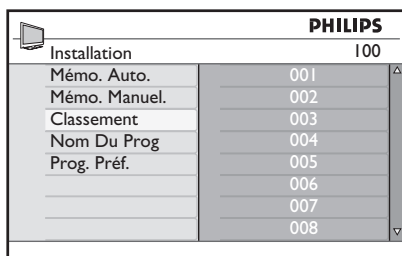 PHILIPS
Installation 100
Mémo. Auto. 001
Mémo. Manuel. 002
Classement 003
Nom Du Prog 004
Prog. Préf. 005
006
007
008